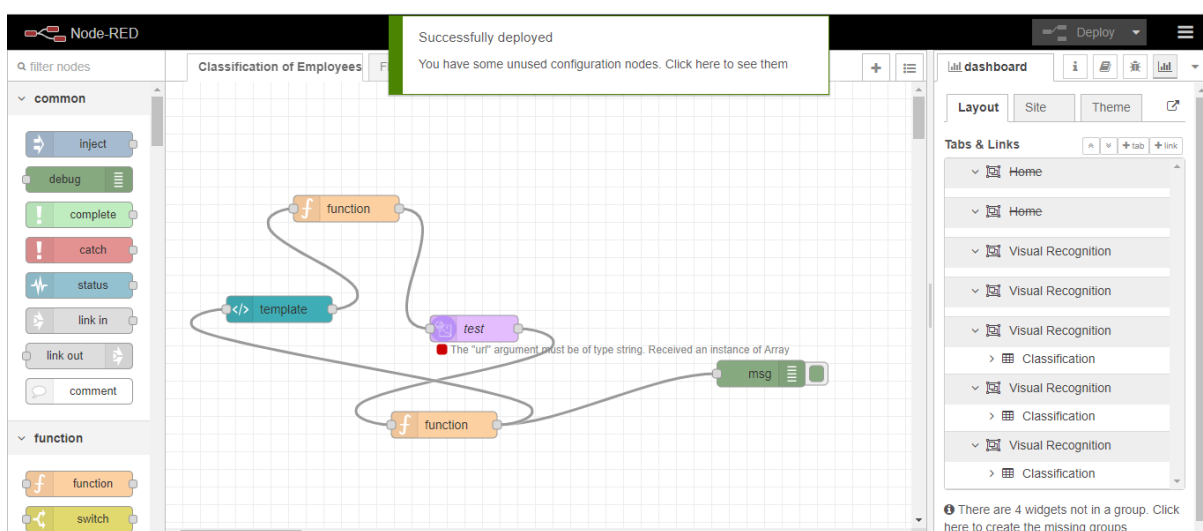 Node-RED
Successfully deployed
You have some unused configuration nodes. Click here to see them
Deploy
filter nodes
Classification of Employees
dashboard
i
common
inject
debug
complete
catch
status
link in
link out
comment
function
function
switch
function
</> template
test
The "url" argument must be of type string. Received an instance of Array
msg
function
Layout
Site
Theme
Tabs & Links
+ tab
+ link
Home
Home
Visual Recognition
Visual Recognition
Visual Recognition
Classification
Visual Recognition
Classification
Visual Recognition
Classification
There are 4 widgets not in a group. Click
here to create the missing groups